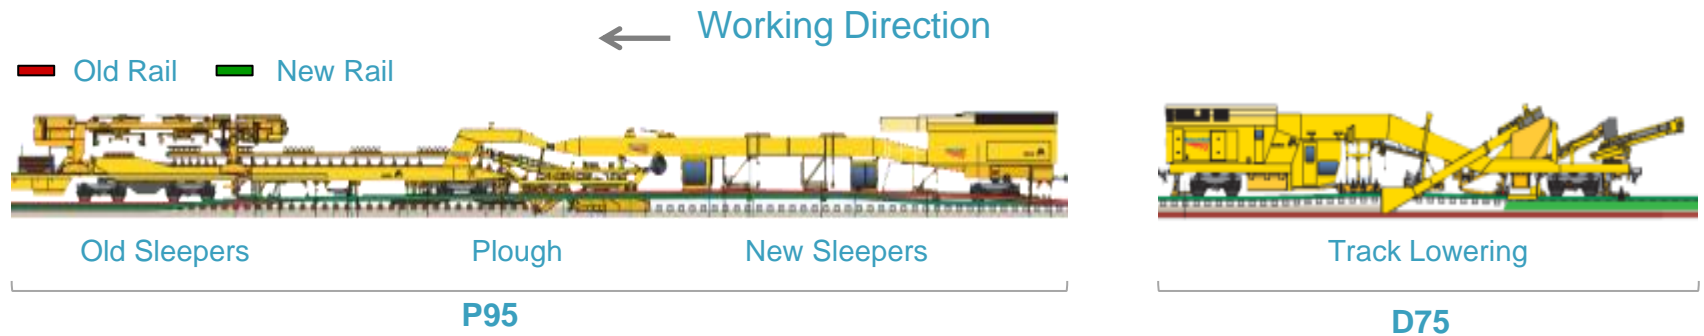 Working Direction
Old Rail
New Rail
Old Sleepers
Plough
New Sleepers
Track Lowering
P95
D75